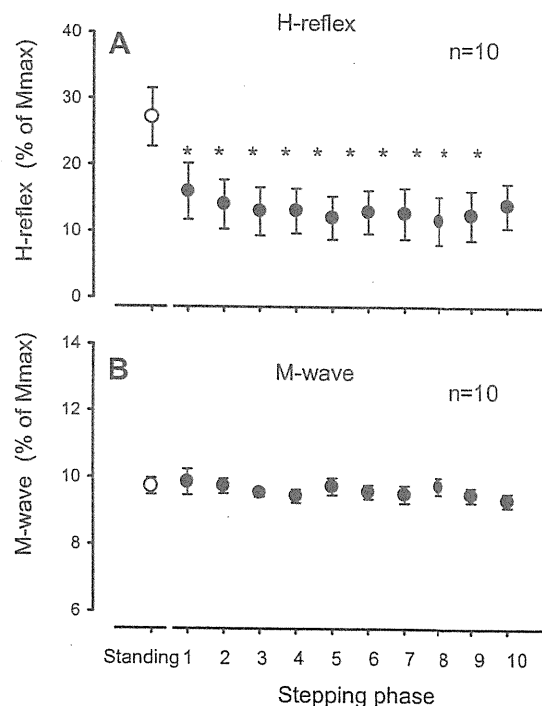 H-reflex
A
n=10
H-reflex (% of Mmax)
40
30
20
10
0
* * * * * * * * *
B
M-wave
n=10
M-wave (% of Mmax)
14
12
10
8
6
Standing 1 2 3 4 5 6 7 8 9 10
Stepping phase